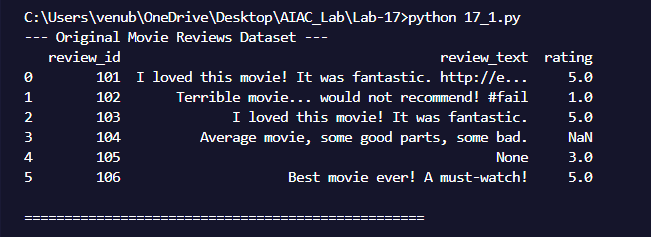 C:\Users\venub\OneDrive\Desktop\AIAC_Lab\Lab-17>python 17_1.py
--- Original Movie Reviews Dataset ---
review_id review_text rating
0 101 I loved this movie! It was fantastic. http://e... 5.0
1 102 Terrible movie... would not recommend! #fail 1.0
2 103 I loved this movie! It was fantastic. 5.0
3 104 Average movie, some good parts, some bad. NaN
4 105 None 3.0
5 106 Best movie ever! A must-watch! 5.0
==================================================